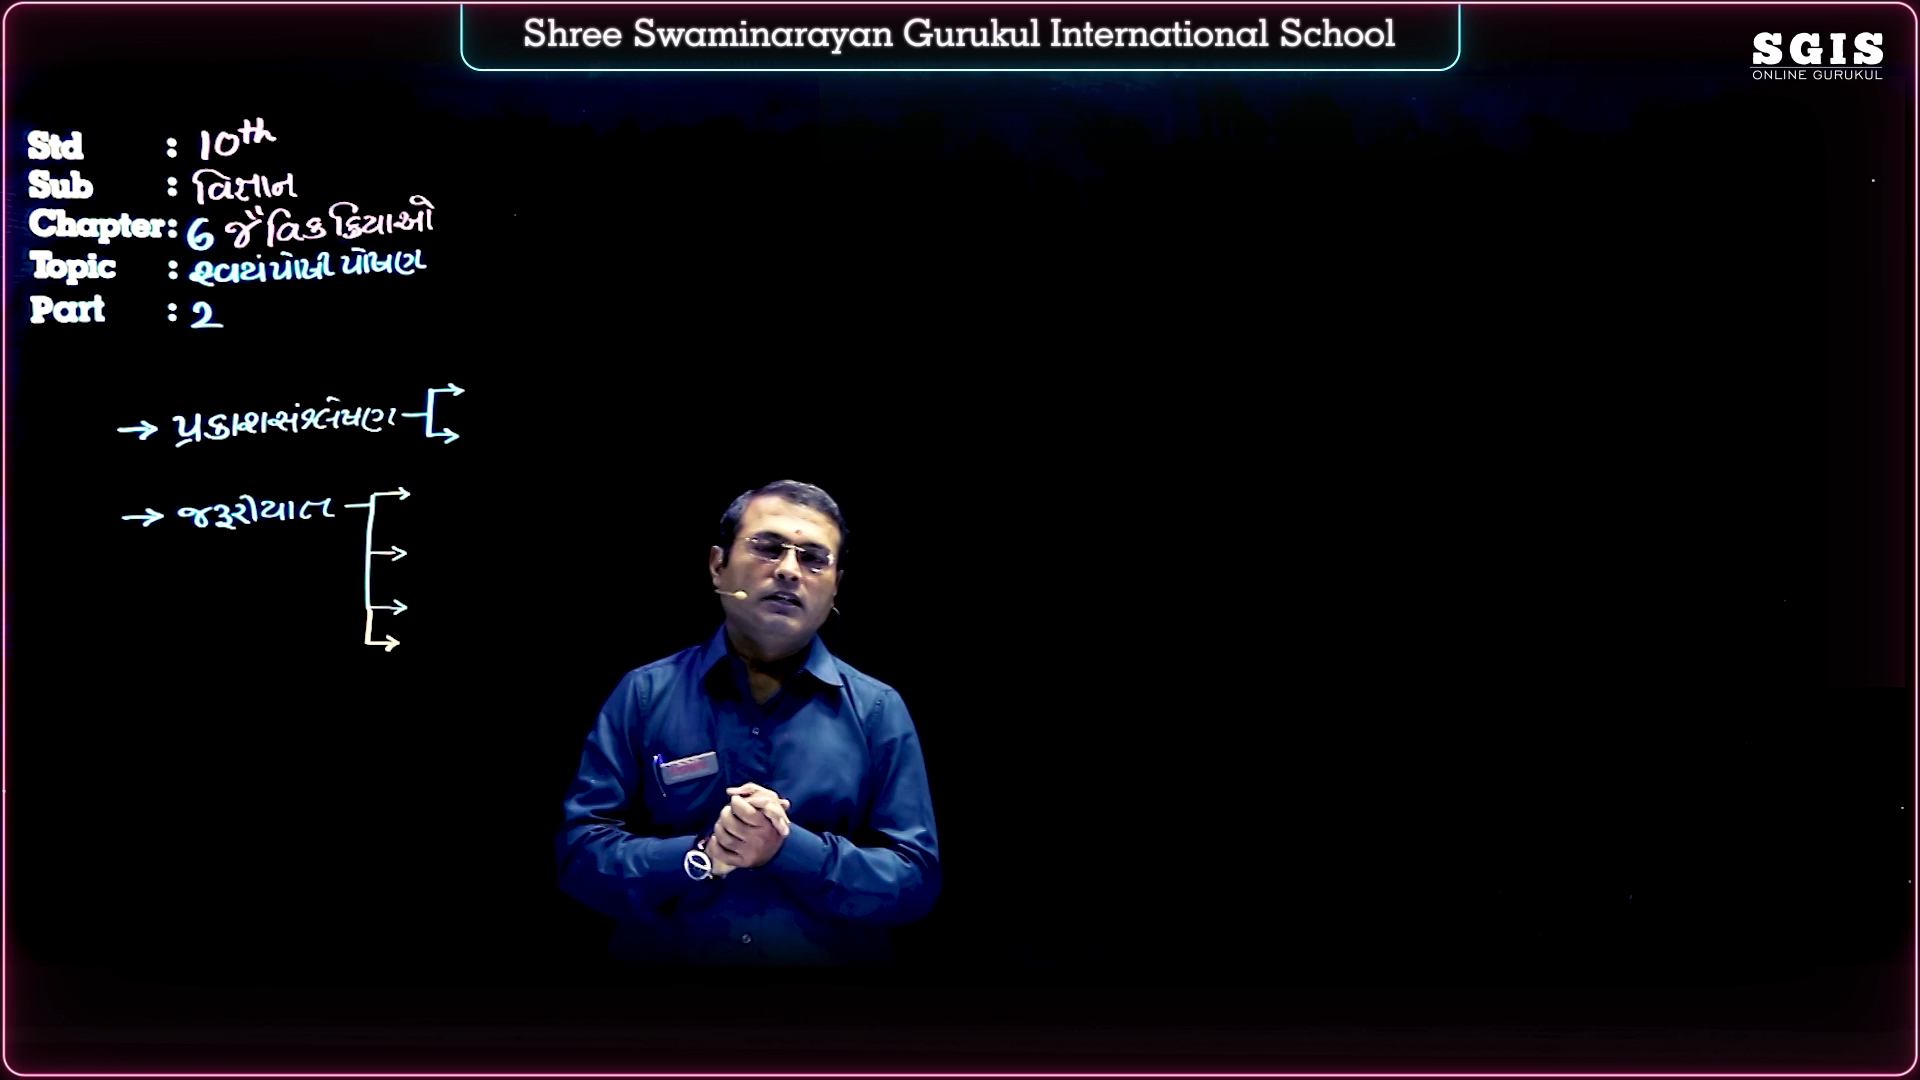 Shree Swaminarayan Gurukul International School
SGIS
ONLINE GURUKUL
Std : 10th
Sub : વિજ્ઞાન
Chapter: 6 જૈવિક ક્રિયાઓ
Topic : સ્વયંપોષી પોષણ
Part : 2
→ પ્રકાશસંશ્લેષણ
→ જરૂરીયાત